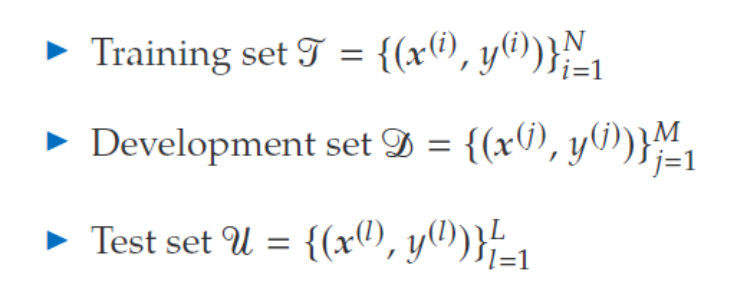 ▶ Training set 𝒯 = {(x^(i), y^(i))}_{i=1}^N
▶ Development set 𝒟 = {(x^(j), y^(j))}_{j=1}^M
▶ Test set 𝒰 = {(x^(l), y^(l))}_{l=1}^L